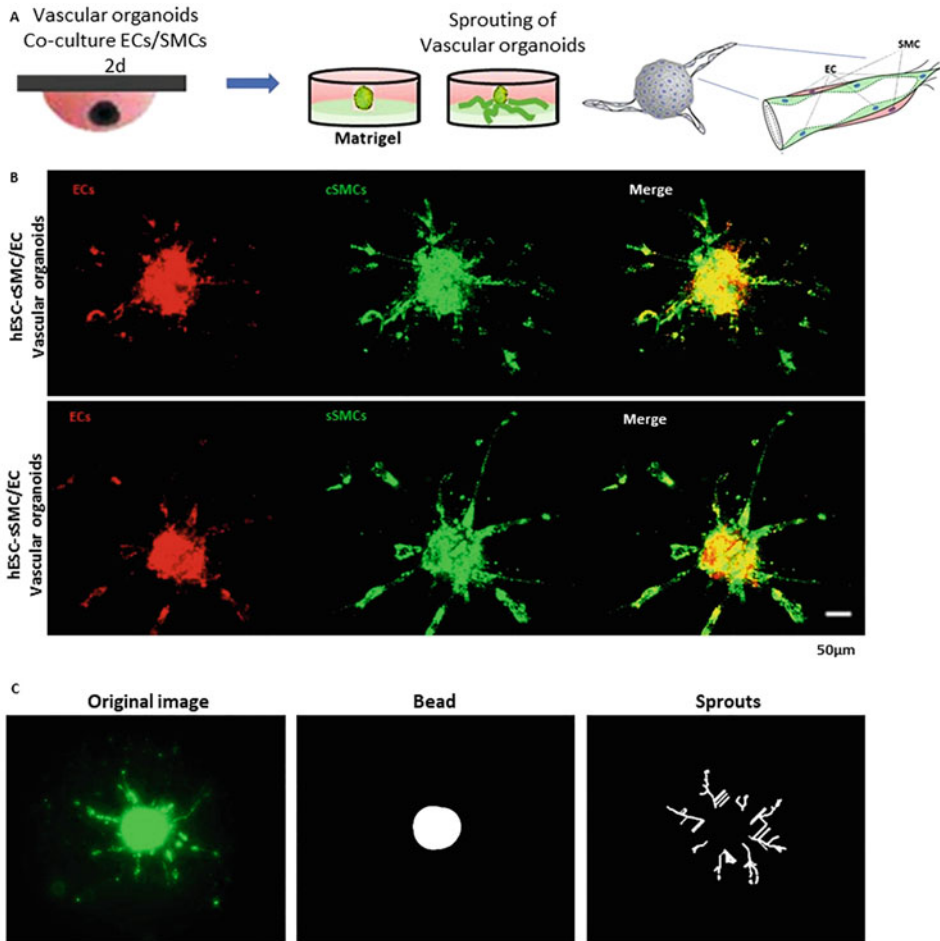 A
Vascular organoids
Co-culture ECs/SMCs
2d
Matrigel
Sprouting of
Vascular organoids
EC
SMC
B
hESC-cSMC/EC
Vascular organoids
ECs
cSMCs
Merge
hESC-sSMC/EC
Vascular organoids
ECs
sSMCs
Merge
50µm
C
Original image
Bead
Sprouts